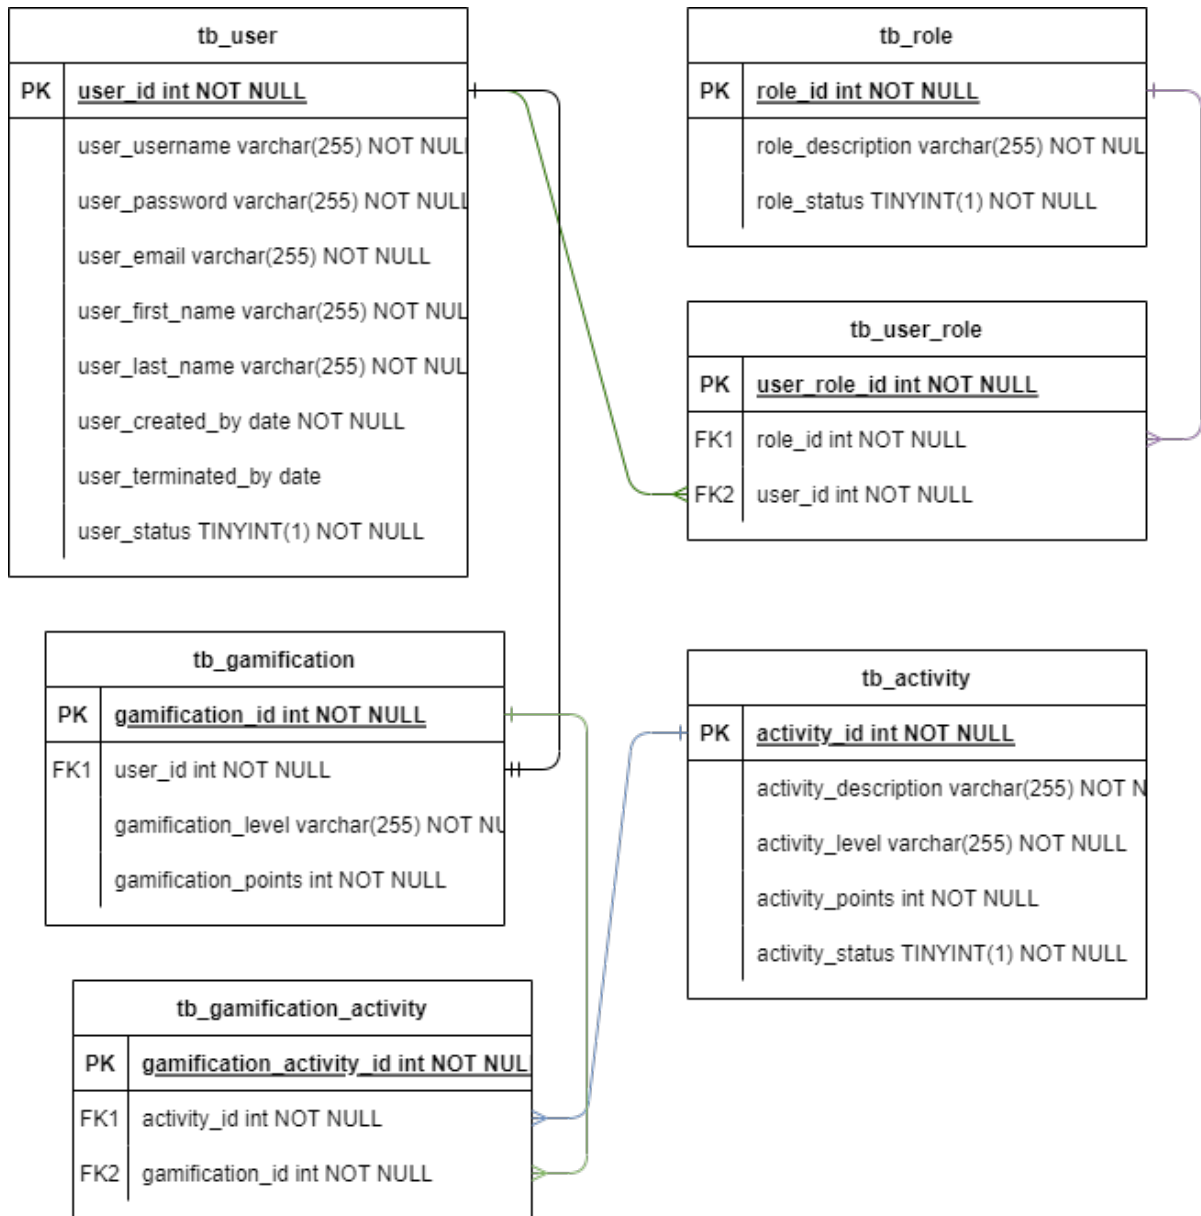 tb_user
PK user_id int NOT NULL
user_username varchar(255) NOT NUL
user_password varchar(255) NOT NULL
user_email varchar(255) NOT NULL
user_first_name varchar(255) NOT NUL
user_last_name varchar(255) NOT NUL
user_created_by date NOT NULL
user_terminated_by date
user_status TINYINT(1) NOT NULL
tb_role
PK role_id int NOT NULL
role_description varchar(255) NOT NUL
role_status TINYINT(1) NOT NULL
tb_user_role
PK user_role_id int NOT NULL
FK1 role_id int NOT NULL
FK2 user_id int NOT NULL
tb_gamification
PK gamification_id int NOT NULL
FK1 user_id int NOT NULL
gamification_level varchar(255) NOT NU
gamification_points int NOT NULL
tb_activity
PK activity_id int NOT NULL
activity_description varchar(255) NOT N
activity_level varchar(255) NOT NULL
activity_points int NOT NULL
activity_status TINYINT(1) NOT NULL
tb_gamification_activity
PK gamification_activity_id int NOT NUL
FK1 activity_id int NOT NULL
FK2 gamification_id int NOT NULL